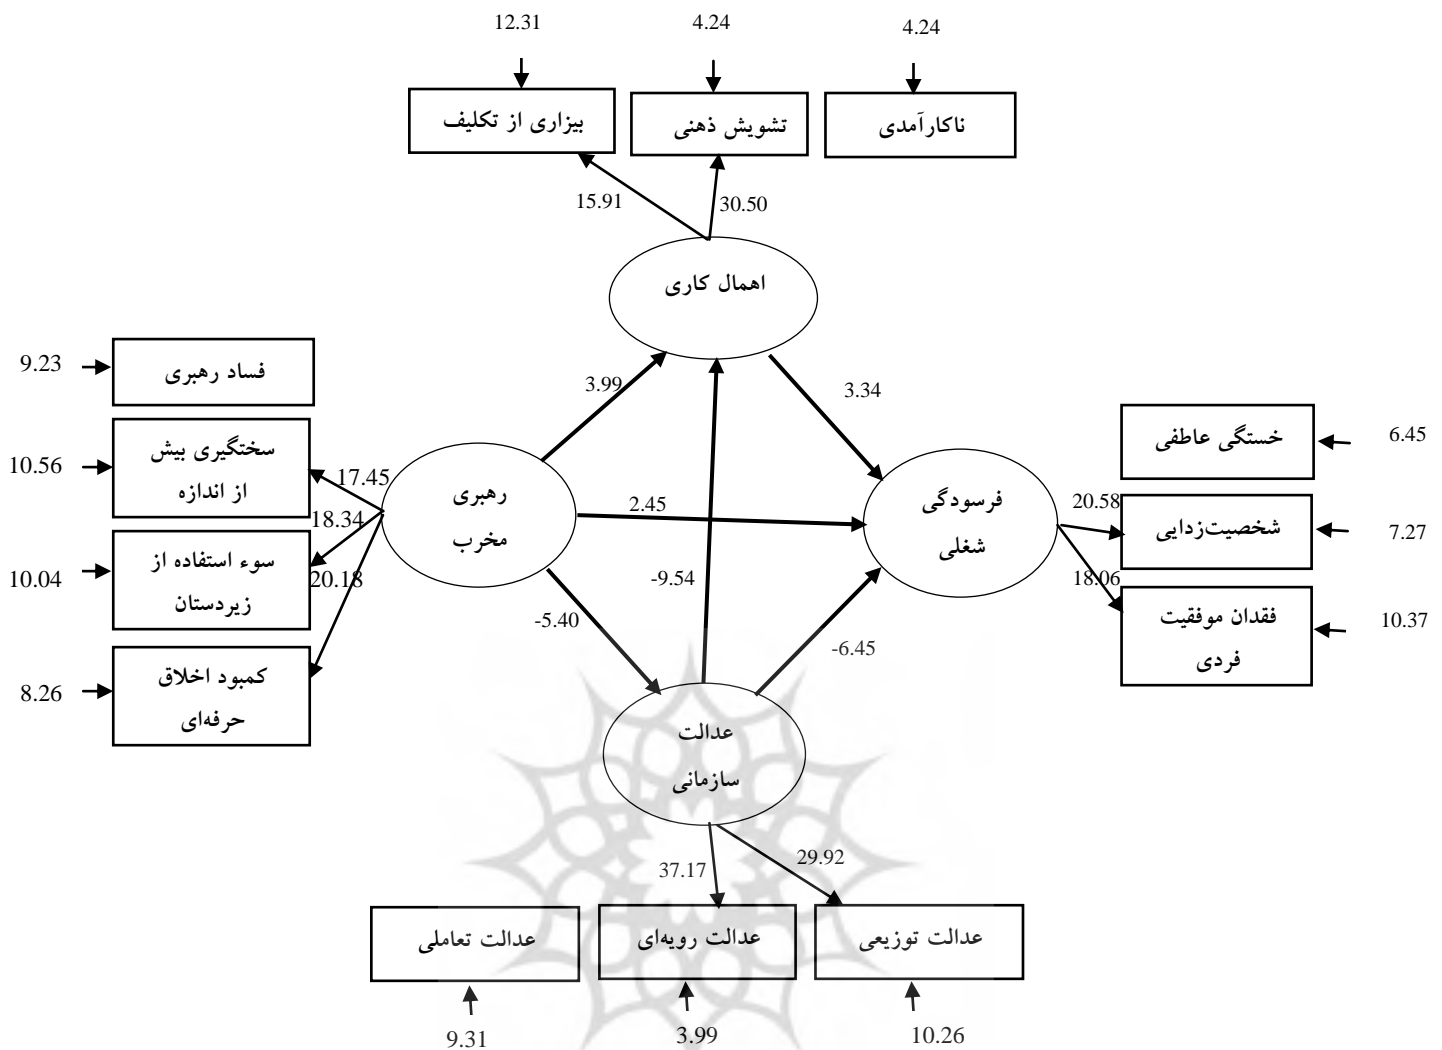 12.31
4.24
4.24
بیزاری از تکلیف
تشویش ذهنی
ناکارآمدی
15.91
30.50
اهمال کاری
9.23
فساد رهبری
3.99
3.34
10.56
سختگیری بیش
از اندازه
17.45
خستگی عاطفی
6.45
رهبری
مخرب
2.45
فرسودگی
شغلی
20.58
شخصیت‌زدایی
7.27
18.34
10.04
سوء استفاده از
زیردستان
20.18
-9.54
18.06
فقدان موفقیت
فردی
10.37
-5.40
-6.45
8.26
کمبود اخلاق
حرفه‌ای
عدالت
سازمانی
37.17
29.92
عدالت تعاملی
عدالت رویه‌ای
عدالت توزیعی
9.31
3.99
10.26